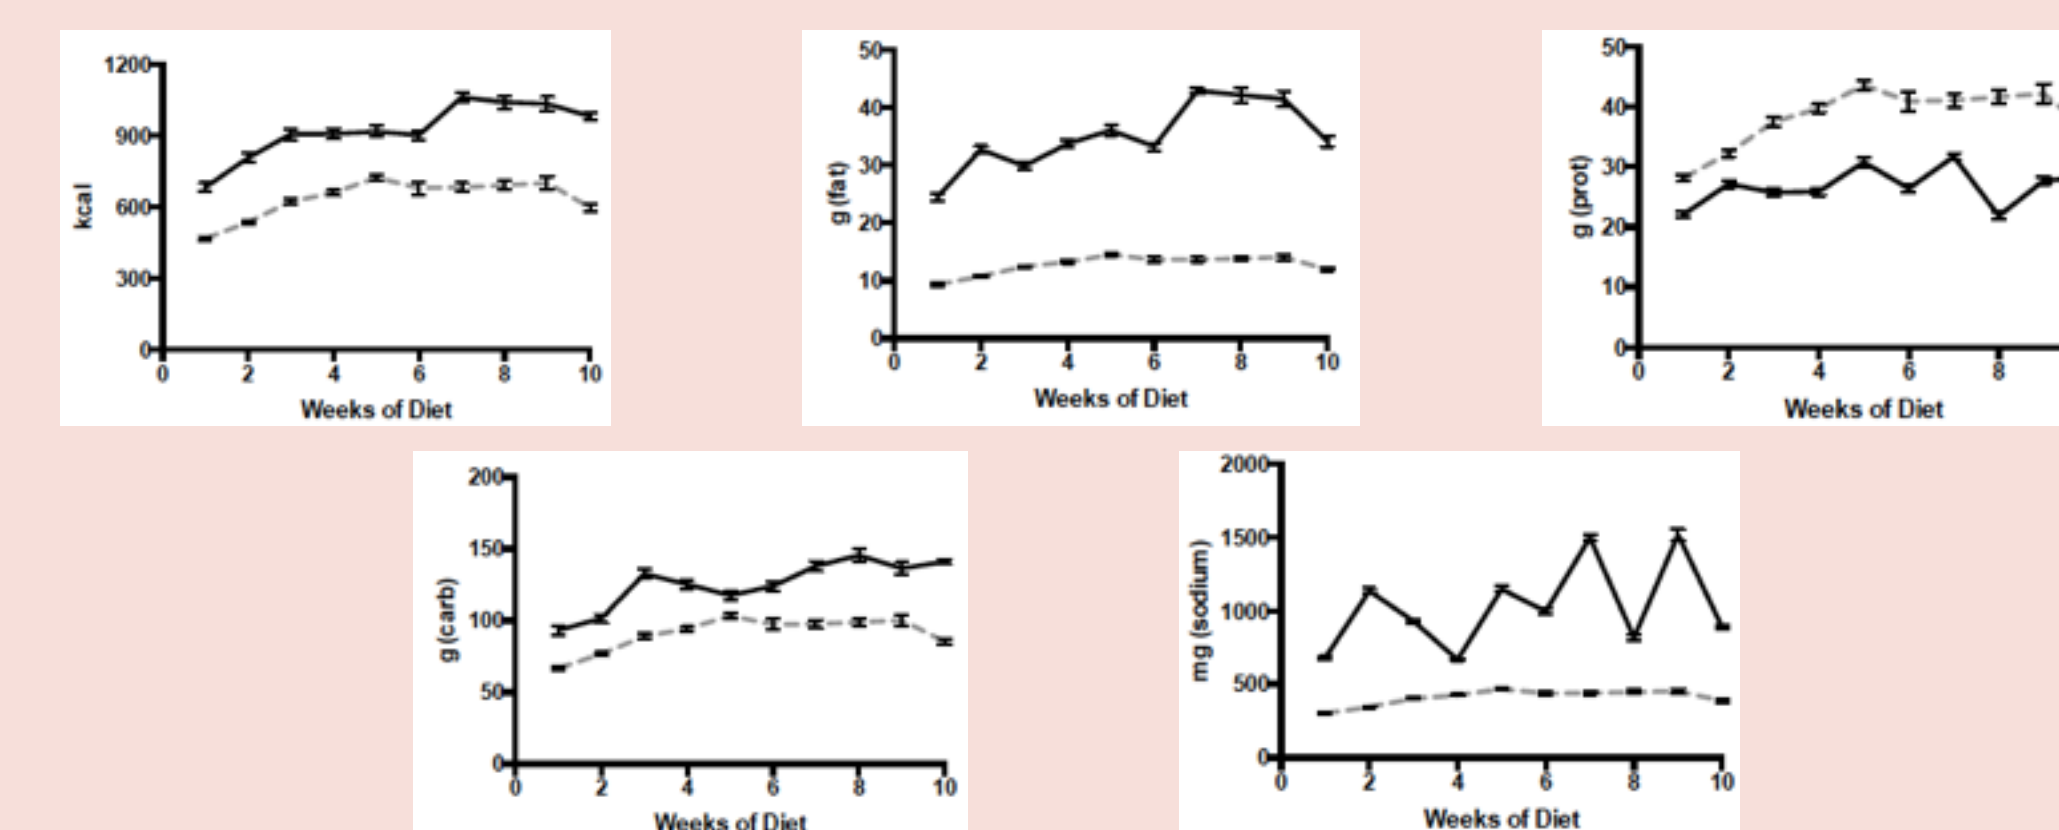 1200
900
600
300
0
kcal
0 2 4 6 8 10
Weeks of Diet
50
40
30
20
10
0
g (fat)
0 2 4 6 8 10
Weeks of Diet
50
40
30
20
10
0
g (prot)
0 2 4 6 8
Weeks of Diet
200
150
100
50
0
g (carb)
0 2 4 6 8 10
Weeks of Diet
2000
1500
1000
500
0
mg (sodium)
0 2 4 6 8 10
Weeks of Diet